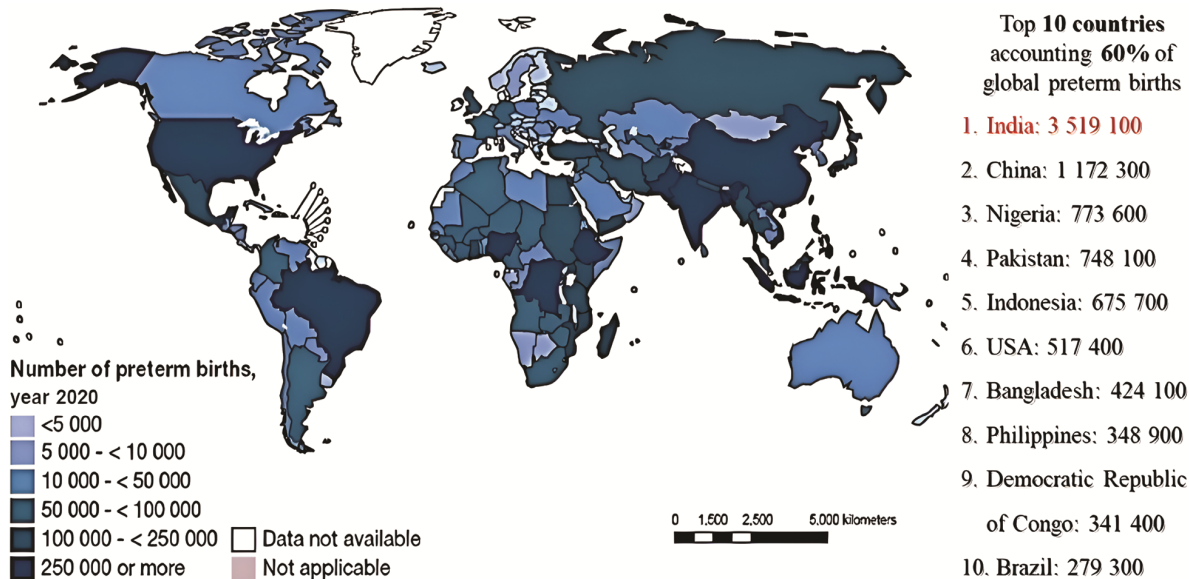 Top 10 countries
accounting 60% of
global preterm births
1. India: 3 519 100
2. China: 1 172 300
3. Nigeria: 773 600
4. Pakistan: 748 100
5. Indonesia: 675 700
6. USA: 517 400
7. Bangladesh: 424 100
8. Philippines: 348 900
9. Democratic Republic
of Congo: 341 400
10. Brazil: 279 300
Number of preterm births,
year 2020
<5 000
5 000 - < 10 000
10 000 - < 50 000
50 000 - < 100 000
100 000 - < 250 000
250 000 or more
Data not available
Not applicable
0 1,500 2,500 5,000 kilometers